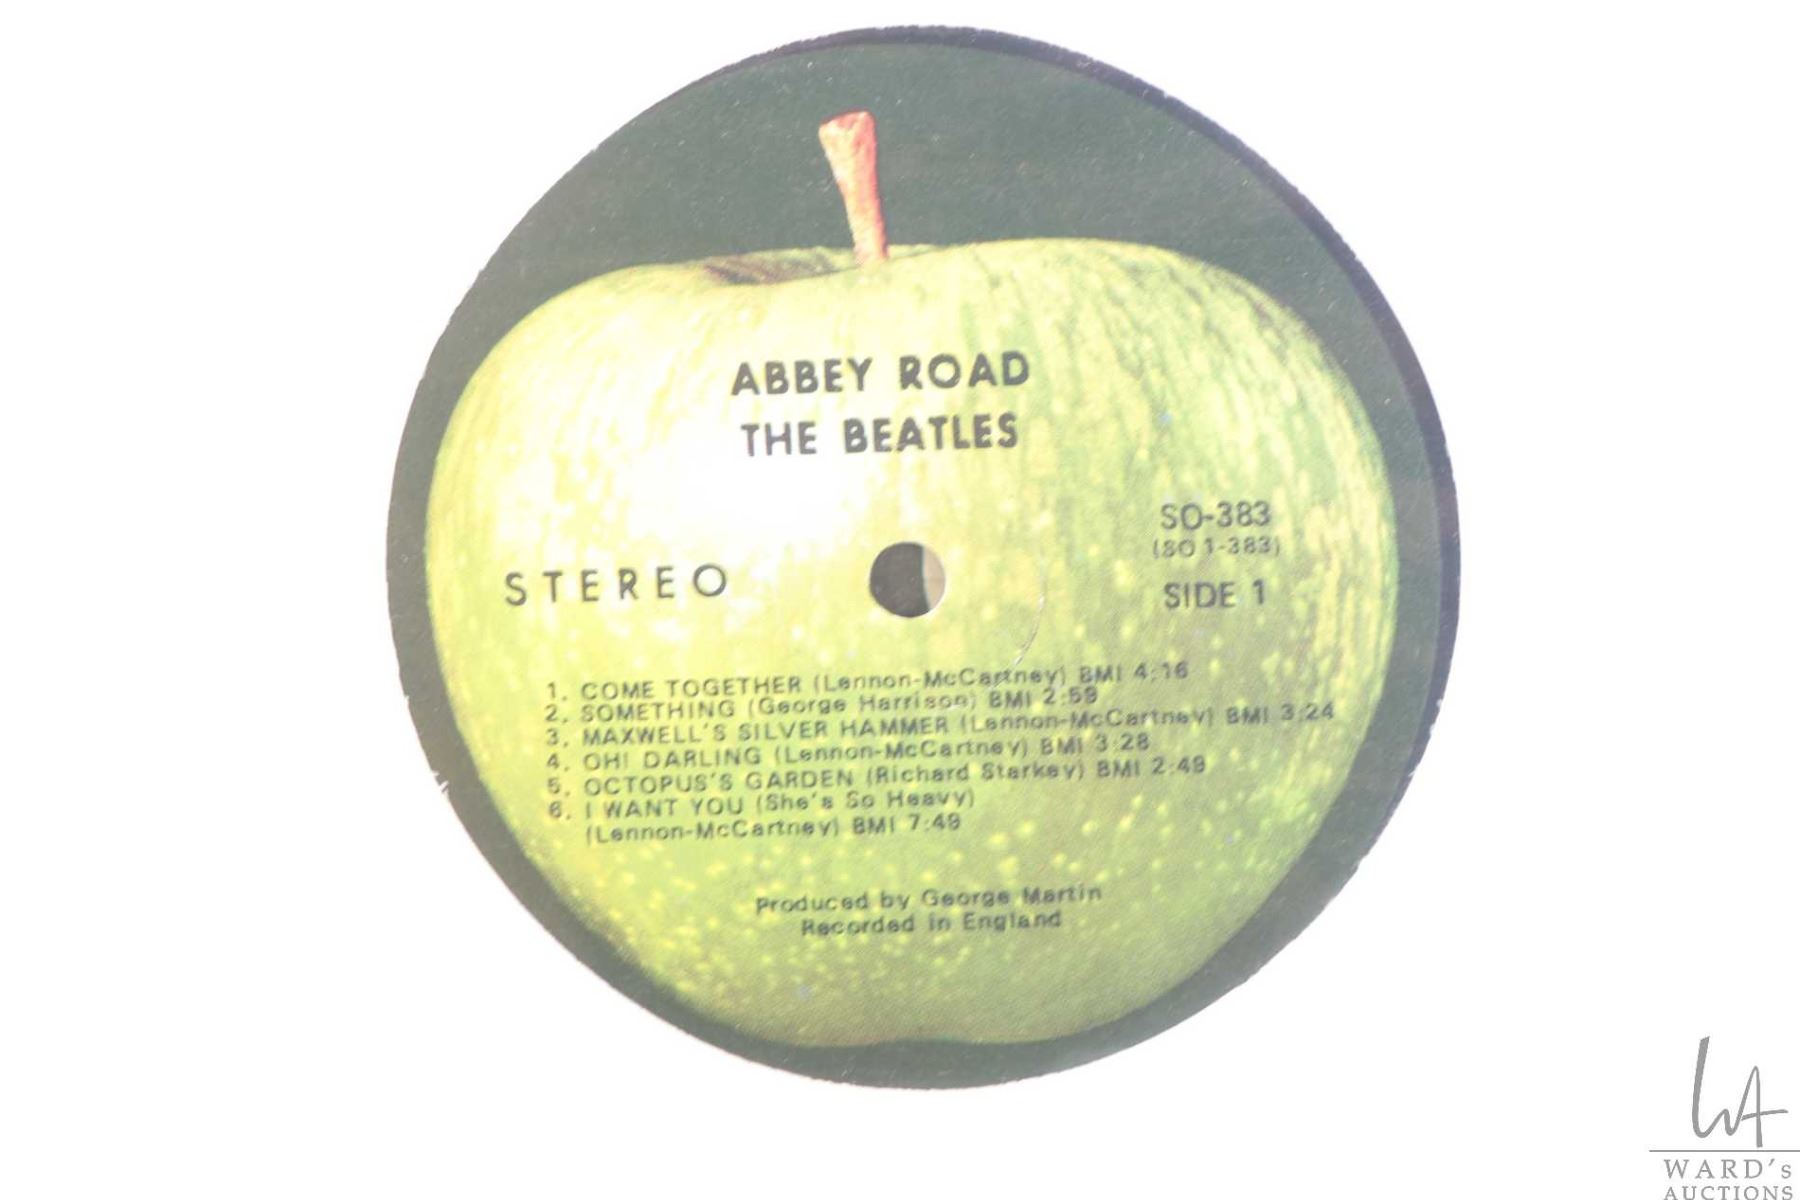 ABBEY ROAD
THE BEATLES
SO-383
(SO 1-383)
STEREO
SIDE 1
1. COME TOGETHER (Lennon-McCartney) BMI 4:16
2. SOMETHING (George Harrison) BMI 2:59
3. MAXWELL'S SILVER HAMMER (Lennon-McCartney) BMI 3:24
4. OH! DARLING (Lennon-McCartney) BMI 3:28
5. OCTOPUS'S GARDEN (Richard Starkey) BMI 2:49
6. I WANT YOU (She's So Heavy)
(Lennon-McCartney) BMI 7:49
Produced by George Martin
Recorded in England
WA
WARD's
AUCTIONS